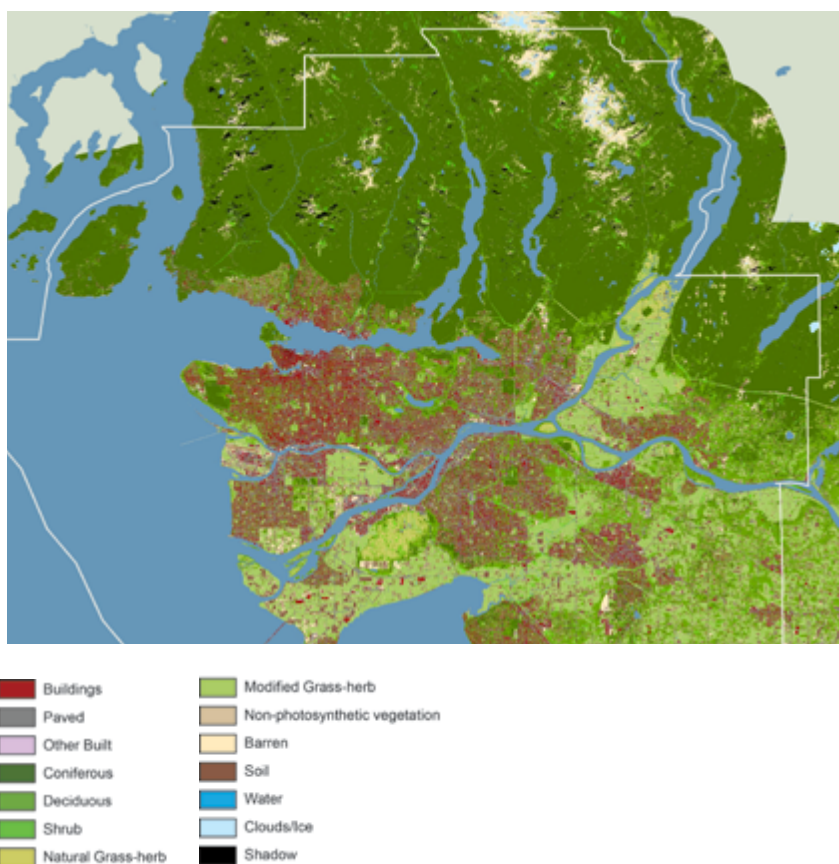 Buildings
Paved
Other Built
Coniferous
Deciduous
Shrub
Natural Grass-herb
Modified Grass-herb
Non-photosynthetic vegetation
Barren
Soil
Water
Clouds/Ice
Shadow